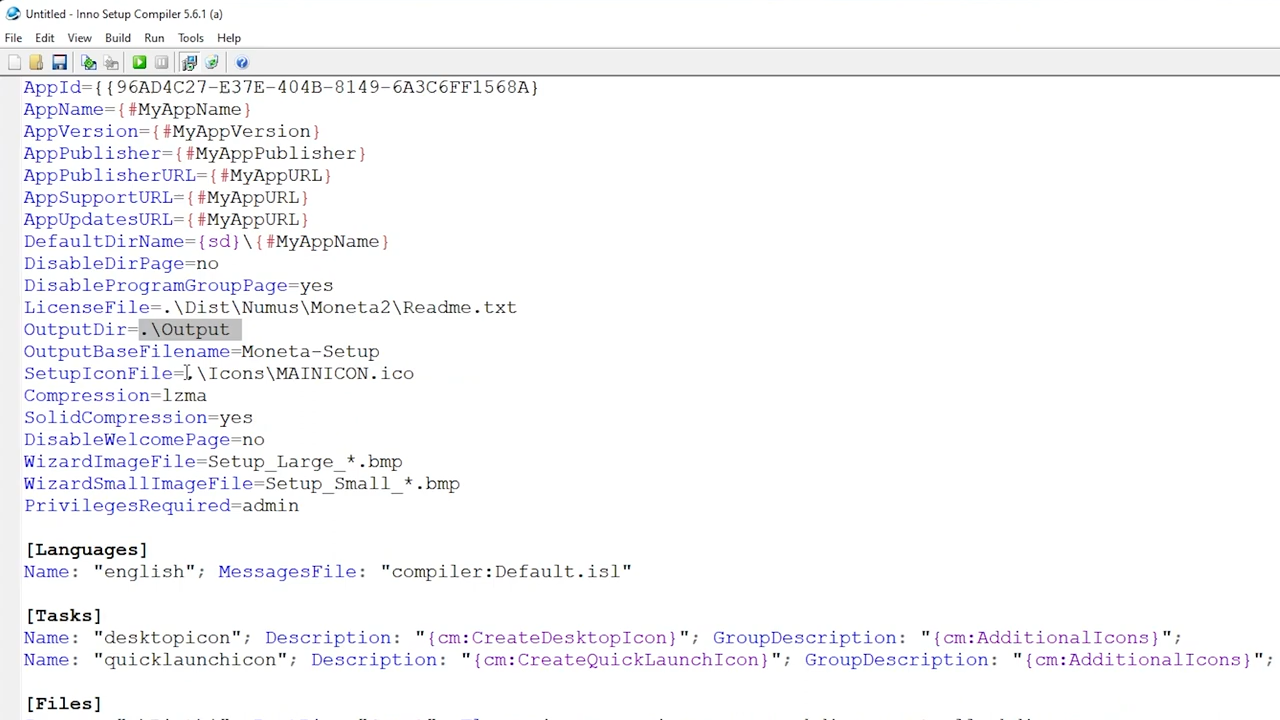 Untitled - Inno Setup Compiler 5.6.1 (a)
File Edit View Build Run Tools Help
AppId={{96AD4C27-E37E-404B-8149-6A3C6FF1568A}
AppName={#MyAppName}
AppVersion={#MyAppVersion}
AppPublisher={#MyAppPublisher}
AppPublisherURL={#MyAppURL}
AppSupportURL={#MyAppURL}
AppUpdatesURL={#MyAppURL}
DefaultDirName={sd}\{#MyAppName}
DisableDirPage=no
DisableProgramGroupPage=yes
LicenseFile=.\Dist\Numus\Moneta2\Readme.txt
OutputDir=.\Output
OutputBaseFilename=Moneta-Setup
SetupIconFile=.\Icons\MAINICON.ico
Compression=lzma
SolidCompression=yes
DisableWelcomePage=no
WizardImageFile=Setup_Large_*.bmp
WizardSmallImageFile=Setup_Small_*.bmp
PrivilegesRequired=admin
[Languages]
Name: "english"; MessagesFile: "compiler:Default.isl"
[Tasks]
Name: "desktopicon"; Description: "{cm:CreateDesktopIcon}"; GroupDescription: "{cm:AdditionalIcons}";
Name: "quicklaunchicon"; Description: "{cm:CreateQuickLaunchIcon}"; GroupDescription: "{cm:AdditionalIcons}";
[Files]